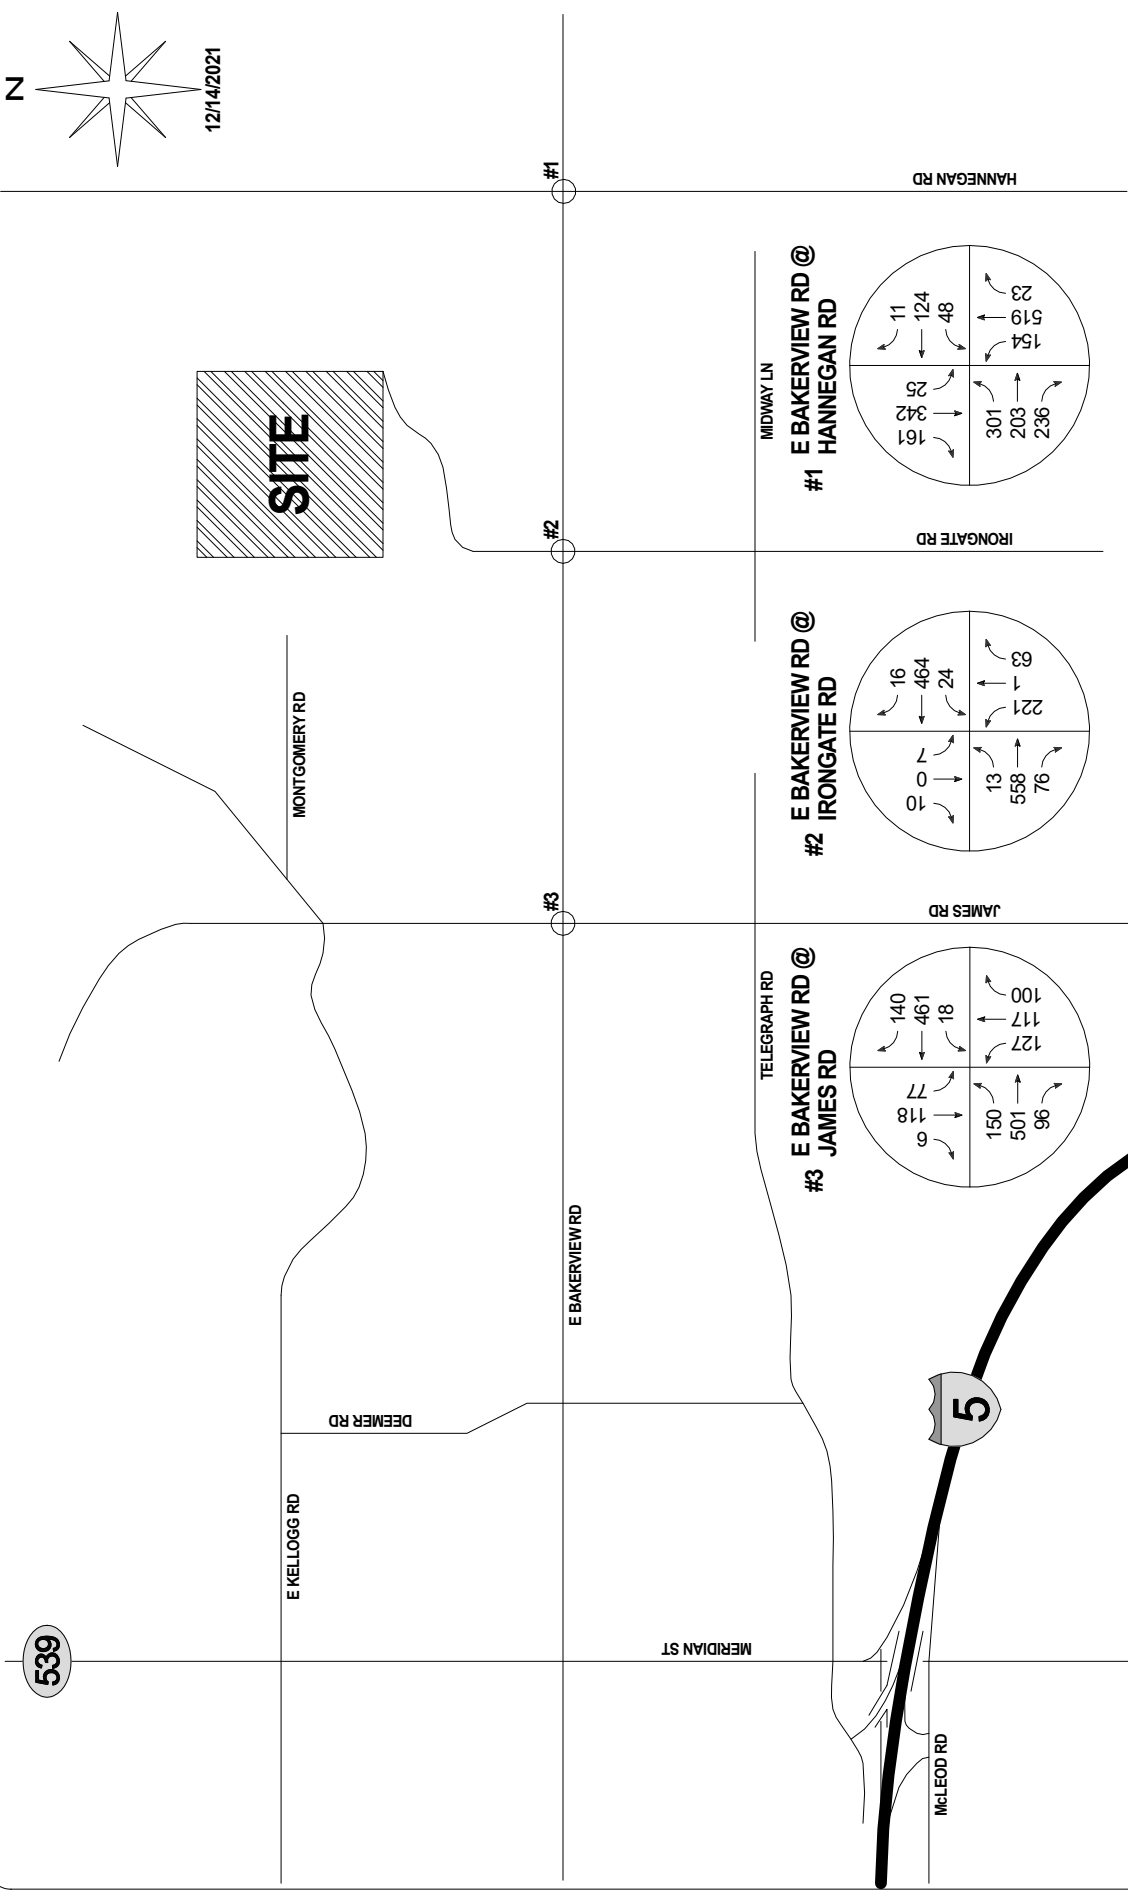 N
12/14/2021
SITE
539
#3
#2
#1
MONTGOMERY RD
E KELLOGG RD
DEEMER RD
E BAKERVIEW RD
MERIDIAN ST
TELEGRAPH RD
MIDWAY LN
McLEOD RD
5
JAMES RD
IRONGATE RD
HANNEGAN RD
#3 E BAKERVIEW RD @
JAMES RD
6
118
77
140
461
18
150
501
96
127
117
100
#2 E BAKERVIEW RD @
IRONGATE RD
10
0
7
16
464
24
13
558
76
221
1
63
#1 E BAKERVIEW RD @
HANNEGAN RD
161
342
25
11
124
48
301
203
236
154
519
23